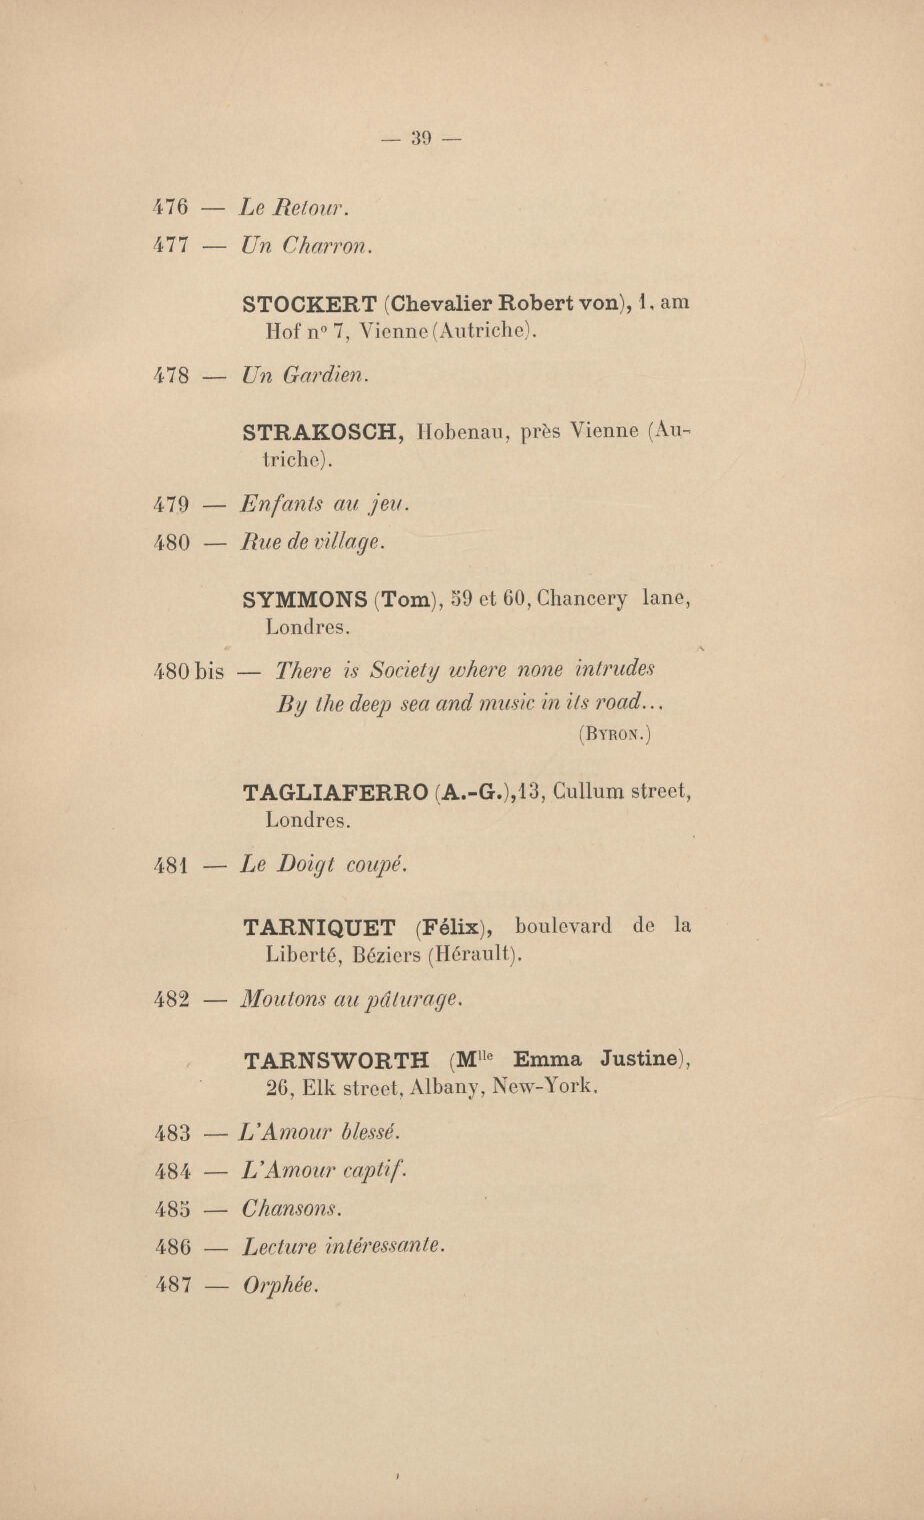 — 39 —
476 — Le Retour.
477 — Un Charron.
STOCKERT (Chevalier Robert von), 1, am
Hof nº 7, Vienne (Autriche).
478 — Un Gardien.
STRAKOSCH, Hobenau, près Vienne (Au-
triche).
479 — Enfants au jeu.
480 — Rue de village.
SYMMONS (Tom), 59 et 60, Chancery lane,
Londres.
480 bis — There is Society where none intrudes
By the deep sea and music in its road...
(BYRON.)
TAGLIAFERRO (A.-G.), 13, Cullum street,
Londres.
481 — Le Doigt coupé.
TARNIQUET (Félix), boulevard de la
Liberté, Béziers (Hérault).
482 — Moutons au pâturage.
TARNSWORTH (Mlle Emma Justine),
26, Elk street, Albany, New-York.
483 — L'Amour blessé.
484 — L'Amour captif.
485 — Chansons.
486 — Lecture intéressante.
487 — Orphée.